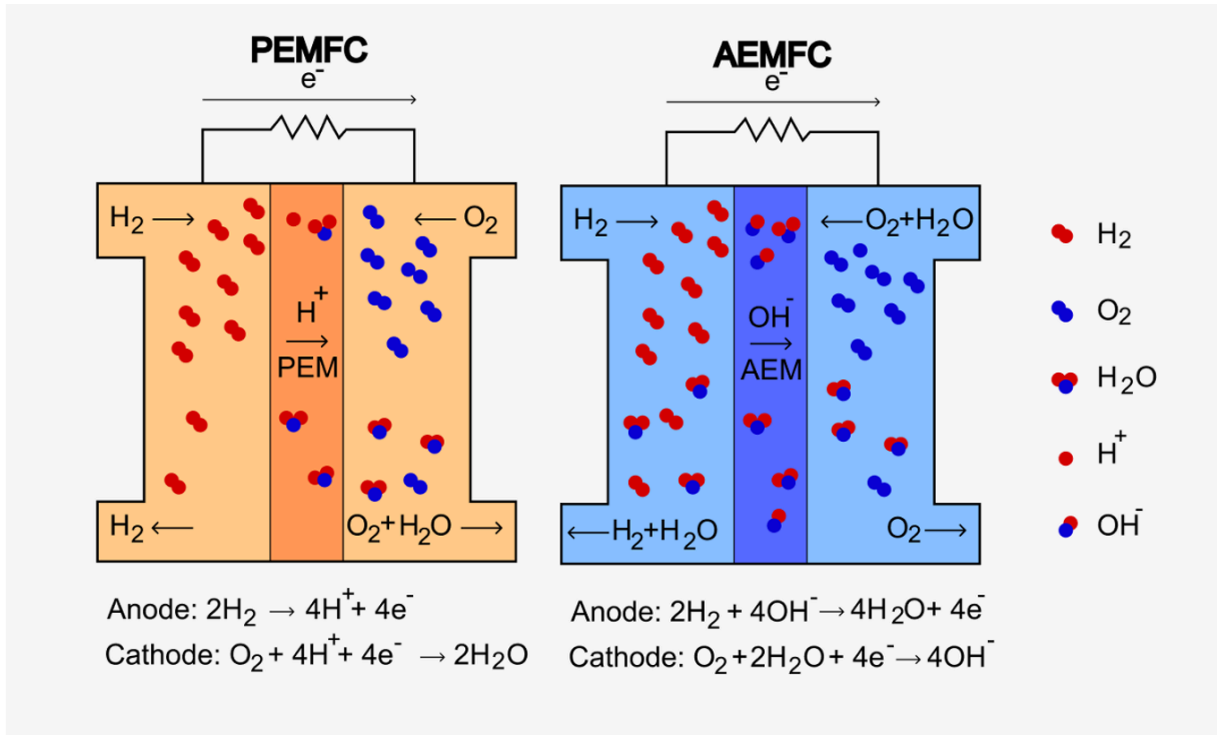 PEMFC
e⁻
H₂ →
← O₂
H⁺
→
PEM
H₂ ←
O₂+H₂O →
Anode: 2H₂ → 4H⁺+ 4e⁻
Cathode: O₂ + 4H⁺+ 4e⁻ → 2H₂O
AEMFC
e⁻
H₂ →
← O₂+H₂O
OH⁻
→
AEM
← H₂+H₂O
O₂ →
Anode: 2H₂ + 4OH⁻ → 4H₂O+ 4e⁻
Cathode: O₂ +2H₂O+ 4e⁻ → 4OH⁻
H₂
O₂
H₂O
H⁺
OH⁻